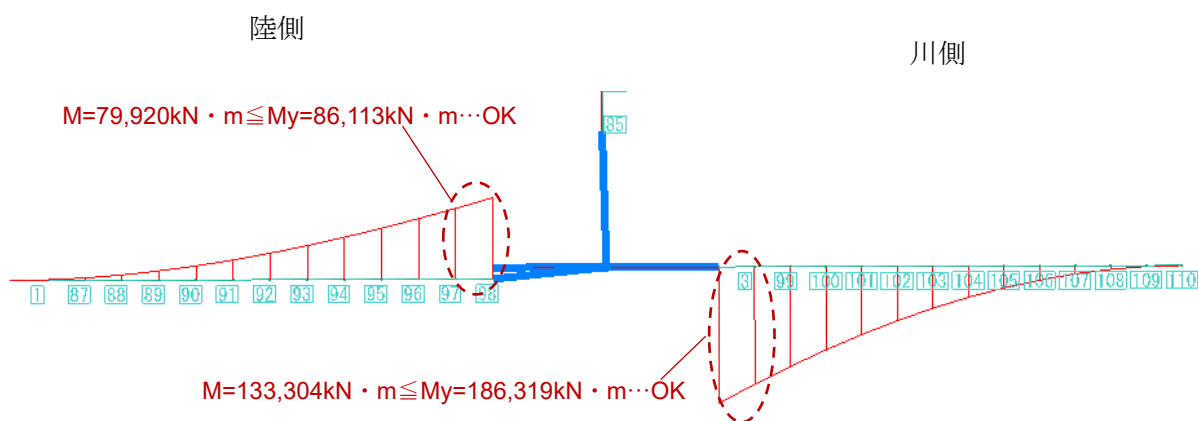 陸側
川側
M=79,920kN・m≦My=86,113kN・m…OK
85
1 87 88 89 90 91 92 93 94 95 96 97 98
3 99 100 101 102 103 104 105 106 107 108 109 110
M=133,304kN・m≦My=186,319kN・m…OK